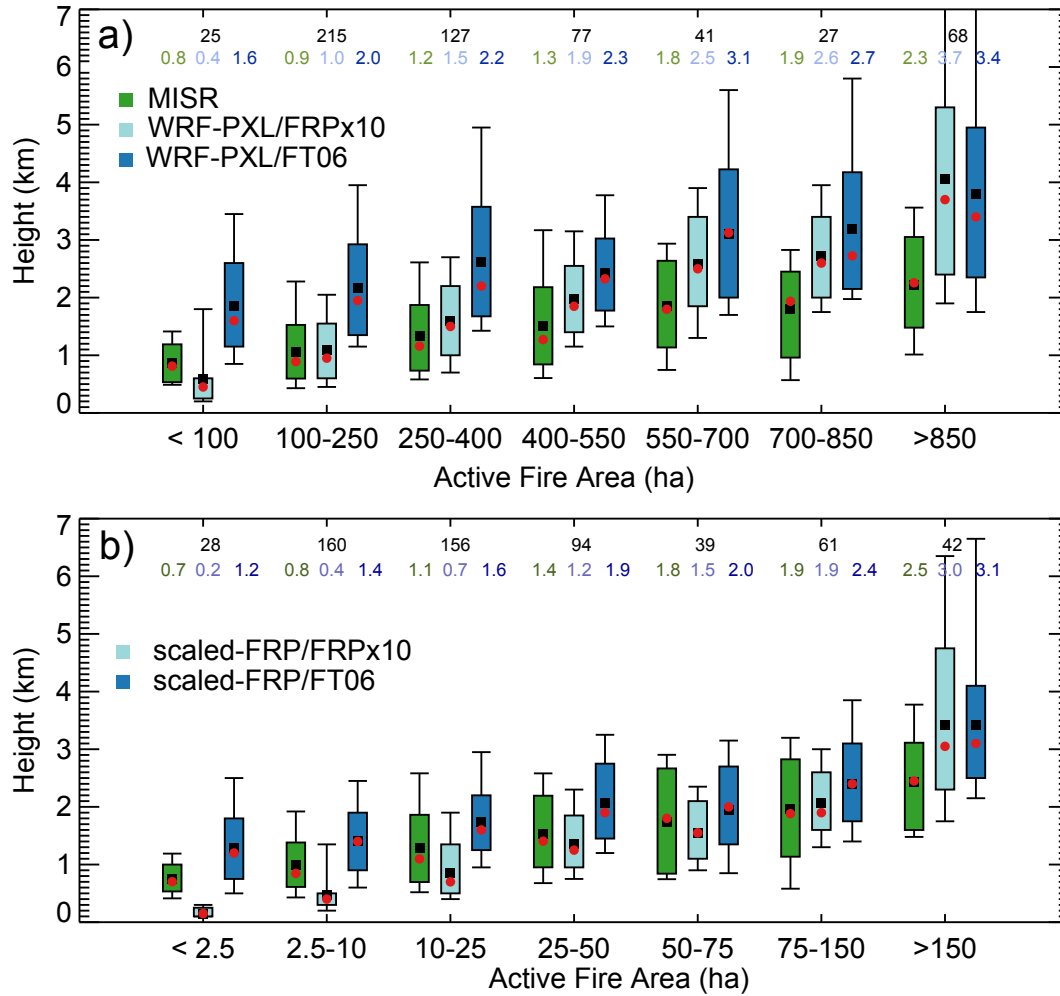 7
a)
25 215 127 77 41 27 68
0.8 0.4 1.6 0.9 1.0 2.0 1.2 1.5 2.2 1.3 1.9 2.3 1.8 2.5 3.1 1.9 2.6 2.7 2.3 3.7 3.4
6
MISR
5
WRF-PXL/FRPx10
WRF-PXL/FT06
4
3
2
1
0
Height (km)
< 100 100-250 250-400 400-550 550-700 700-850 >850
Active Fire Area (ha)
7
b)
28 160 156 94 39 61 42
0.7 0.2 1.2 0.8 0.4 1.4 1.1 0.7 1.6 1.4 1.2 1.9 1.8 1.5 2.0 1.9 1.9 2.4 2.5 3.0 3.1
6
5
scaled-FRP/FRPx10
scaled-FRP/FT06
4
3
2
1
0
Height (km)
< 2.5 2.5-10 10-25 25-50 50-75 75-150 >150
Active Fire Area (ha)